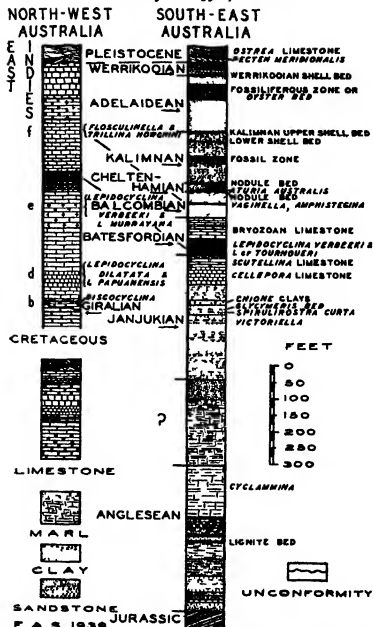 NORTH-WEST AUSTRALIA
SOUTH-EAST AUSTRALIA
EAST INDIES
PLEISTOCENE
OSTREA LIMESTONE
PECTEN MERIDIONALIS
WERRIKOOIAN
WERRIKOOIAN SHELL BED
FOSSILIFEROUS ZONE OR
OYSTER BED
ADELAIDEAN
f
FLOSCULINELLA &
TRILLINA HOWCHINI
KALIMNAN UPPER SHELL BED
LOWER SHELL BED
KALIMNAN
FOSSIL ZONE
CHELTEN-
HAMIAN
NODULE BED
ATURIA AUSTRALIS
NODULE BED
e
LEPIDOCYCLINA
BALCOMBIAN
VAGINELLA, AMPHISTEGINA
VERBEEKI &
L MURRAYANA
BRYOZOAN LIMESTONE
BATESFORDIAN
LEPIDOCYCLINA VERBEEKI &
L cf TOURNOUERI
SCUTELLINA LIMESTONE
d
LEPIDOCYCLINA
DILATATA &
L PAPUANENSIS
CELLEPORA LIMESTONE
b
DISCOCYCLINA
GIRALIAN
CHIONE CLAYS
GLYCYMERIS BED
SPIRULIROSTRA CURTA
JANJUKIAN
VICTORIELLA
CRETACEOUS
FEET
0
50
100
150
200
250
300
?
LIMESTONE
CYCLAMMINA
ANGLESEAN
MARL
LIGNITE BED
CLAY
UNCONFORMITY
SANDSTONE
JURASSIC
F A S. 1939